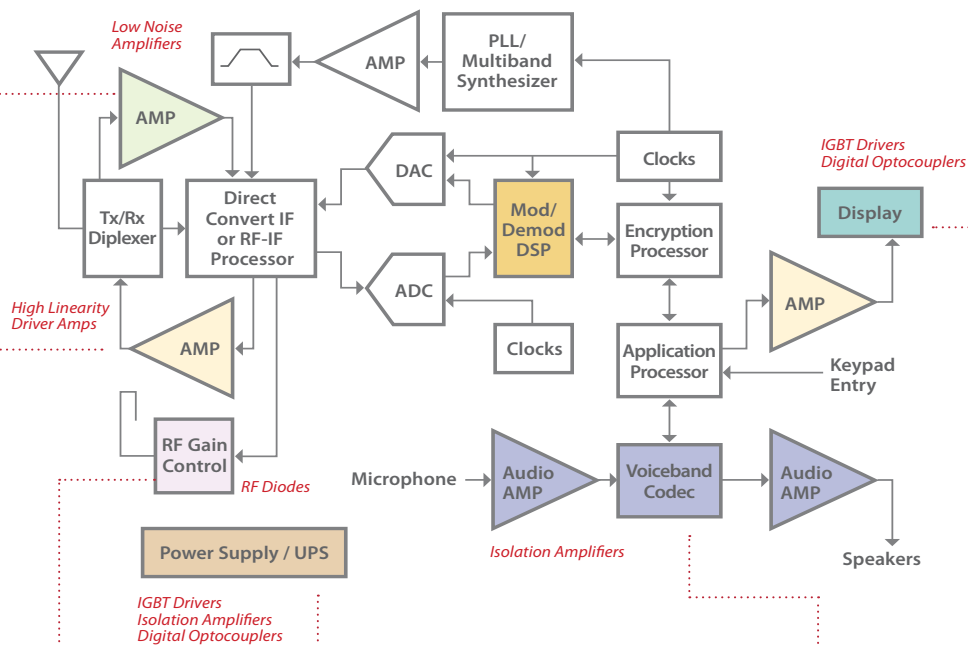 Low Noise
Amplifiers
AMP
AMP
PLL/
Multiband
Synthesizer
Clocks
IGBT Drivers
Digital Optocouplers
Display
Tx/Rx
Diplexer
Direct
Convert IF
or RF-IF
Processor
DAC
ADC
Mod/
Demod
DSP
Encryption
Processor
Clocks
AMP
High Linearity
Driver Amps
AMP
Application
Processor
Keypad
Entry
RF Gain
Control
RF Diodes
Microphone
Audio
AMP
Voiceband
Codec
Audio
AMP
Isolation Amplifiers
Speakers
Power Supply / UPS
IGBT Drivers
Isolation Amplifiers
Digital Optocouplers